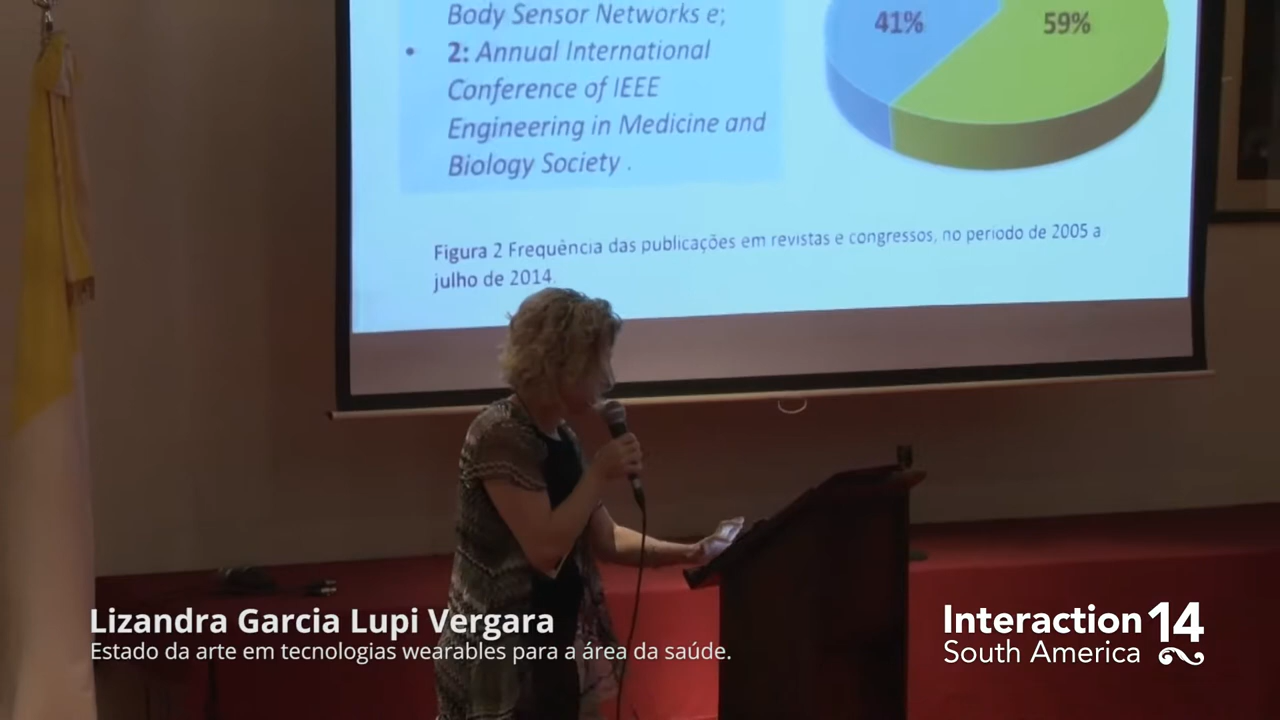 Body Sensor Networks e;
• 2: Annual International
Conference of IEEE
Engineering in Medicine and
Biology Society .
41%
59%
Figura 2 Frequência das publicações em revistas e congressos, no período de 2005 a
julho de 2014.
Lizandra Garcia Lupi Vergara
Estado da arte em tecnologias wearables para a área da saúde.
Interaction 14
South America